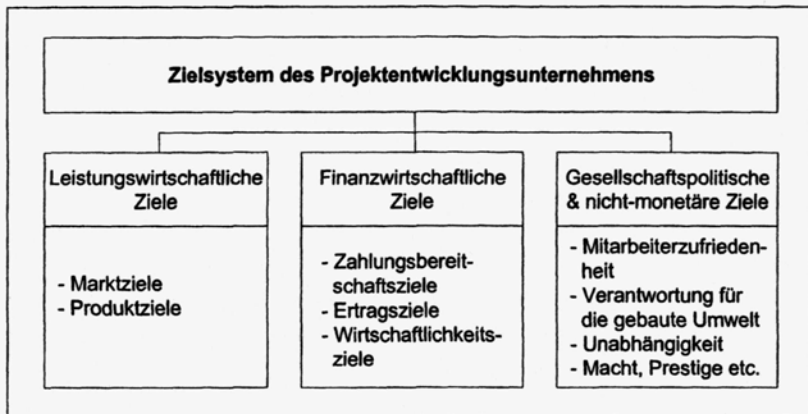 Zielsystem des Projektentwicklungsunternehmens
Leistungswirtschaftliche
Ziele
- Marktziele
- Produktziele
Finanzwirtschaftliche
Ziele
- Zahlungsbereit-
schaftsziele
- Ertragsziele
- Wirtschaftlichkeits-
ziele
Gesellschaftspolitische
& nicht-monetäre Ziele
- Mitarbeiterzufrieden-
heit
- Verantwortung für
die gebaute Umwelt
- Unabhängigkeit
- Macht, Prestige etc.